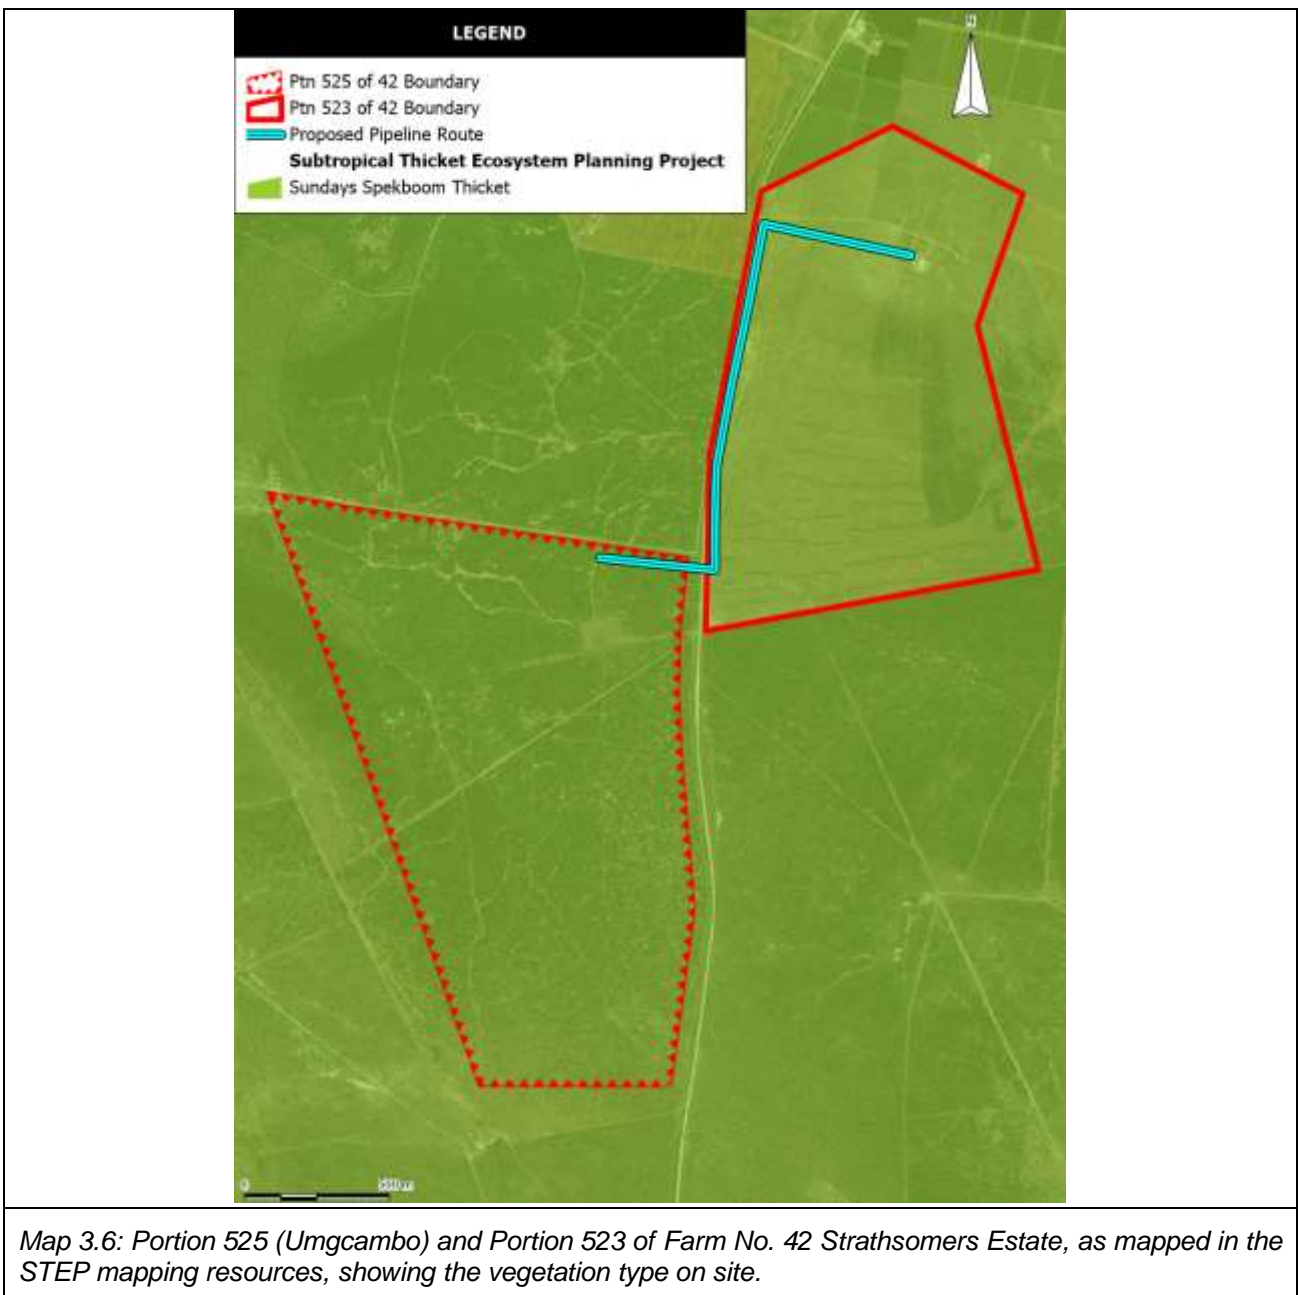 LEGEND
Ptn 525 of 42 Boundary
Ptn 523 of 42 Boundary
Proposed Pipeline Route
Subtropical Thicket Ecosystem Planning Project
Sundays Spekboom Thicket
N
0 500m
Map 3.6: Portion 525 (Umgcambo) and Portion 523 of Farm No. 42 Strathsomers Estate, as mapped in the
STEP mapping resources, showing the vegetation type on site.